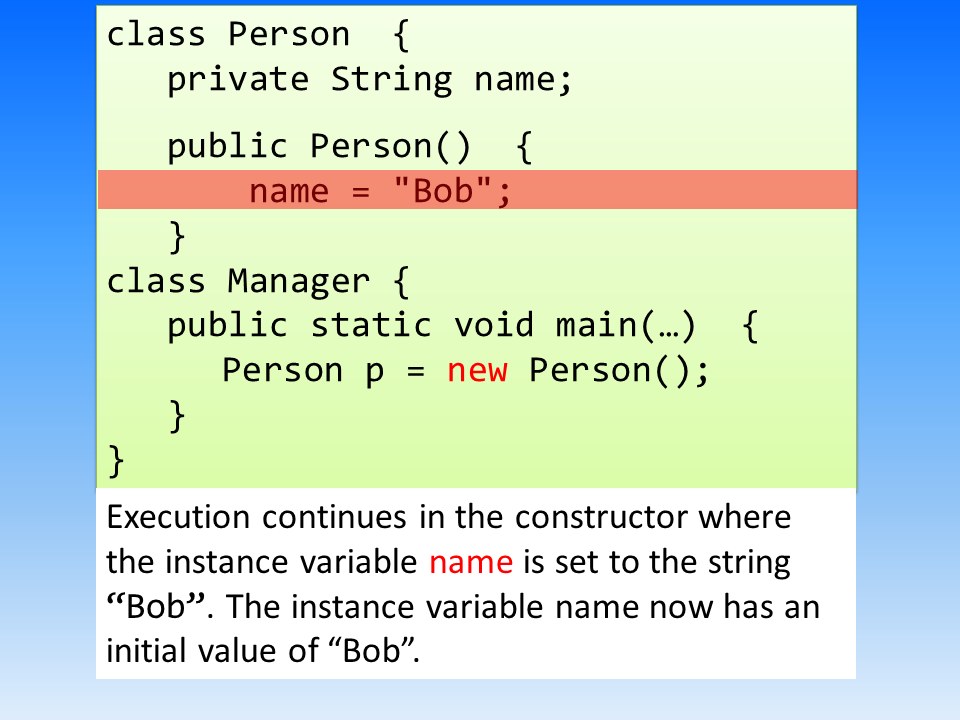 class Person  {
   private String name;
   public Person()  {
       name = "Bob";
   }
class Manager {
   public static void main(…)  {
      Person p = new Person();
   }
}
Execution continues in the constructor where
the instance variable name is set to the string
“Bob”. The instance variable name now has an
initial value of “Bob”.